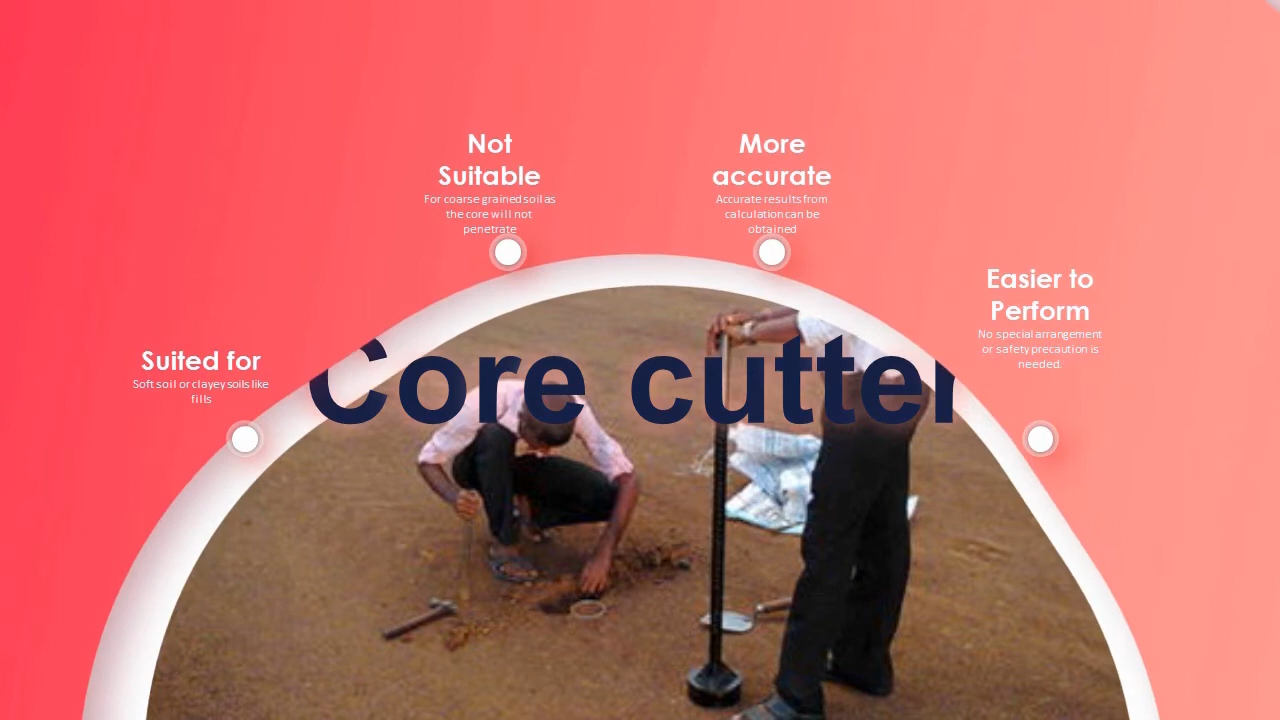 Not
Suitable
For coarse grained soil as
the core will not
penetrate
More
accurate
Accurate results from
calculation can be
obtained
Easier to
Perform
No special arrangement
or safety precaution is
needed.
Suited for
Soft soil or clayey soils like
fills
Core cutter